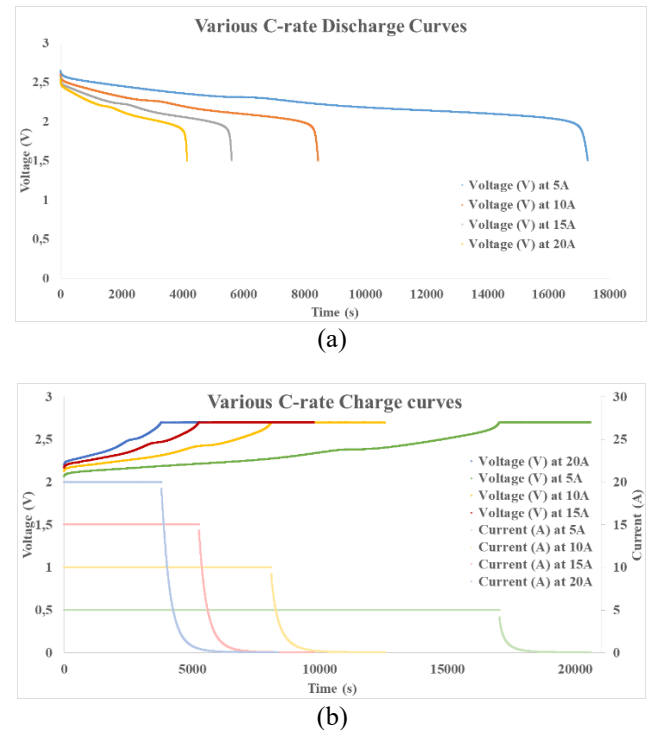 Various C-rate Discharge Curves
3
2,5
2
1,5
1
0,5
0
Voltage (V)
Voltage (V) at 5A
Voltage (V) at 10A
Voltage (V) at 15A
Voltage (V) at 20A
0 2000 4000 6000 8000 10000 12000 14000 16000 18000
Time (s)
(a)
Various C-rate Charge curves
3
2,5
2
1,5
1
0,5
0
Voltage (V)
30
25
20
15
10
5
0
Current (A)
Voltage (V) at 20A
Voltage (V) at 5A
Voltage (V) at 10A
Voltage (V) at 15A
Current (A) at 5A
Current (A) at 10A
Current (A) at 15A
Current (A) at 20A
0 5000 10000 15000 20000
Time (s)
(b)